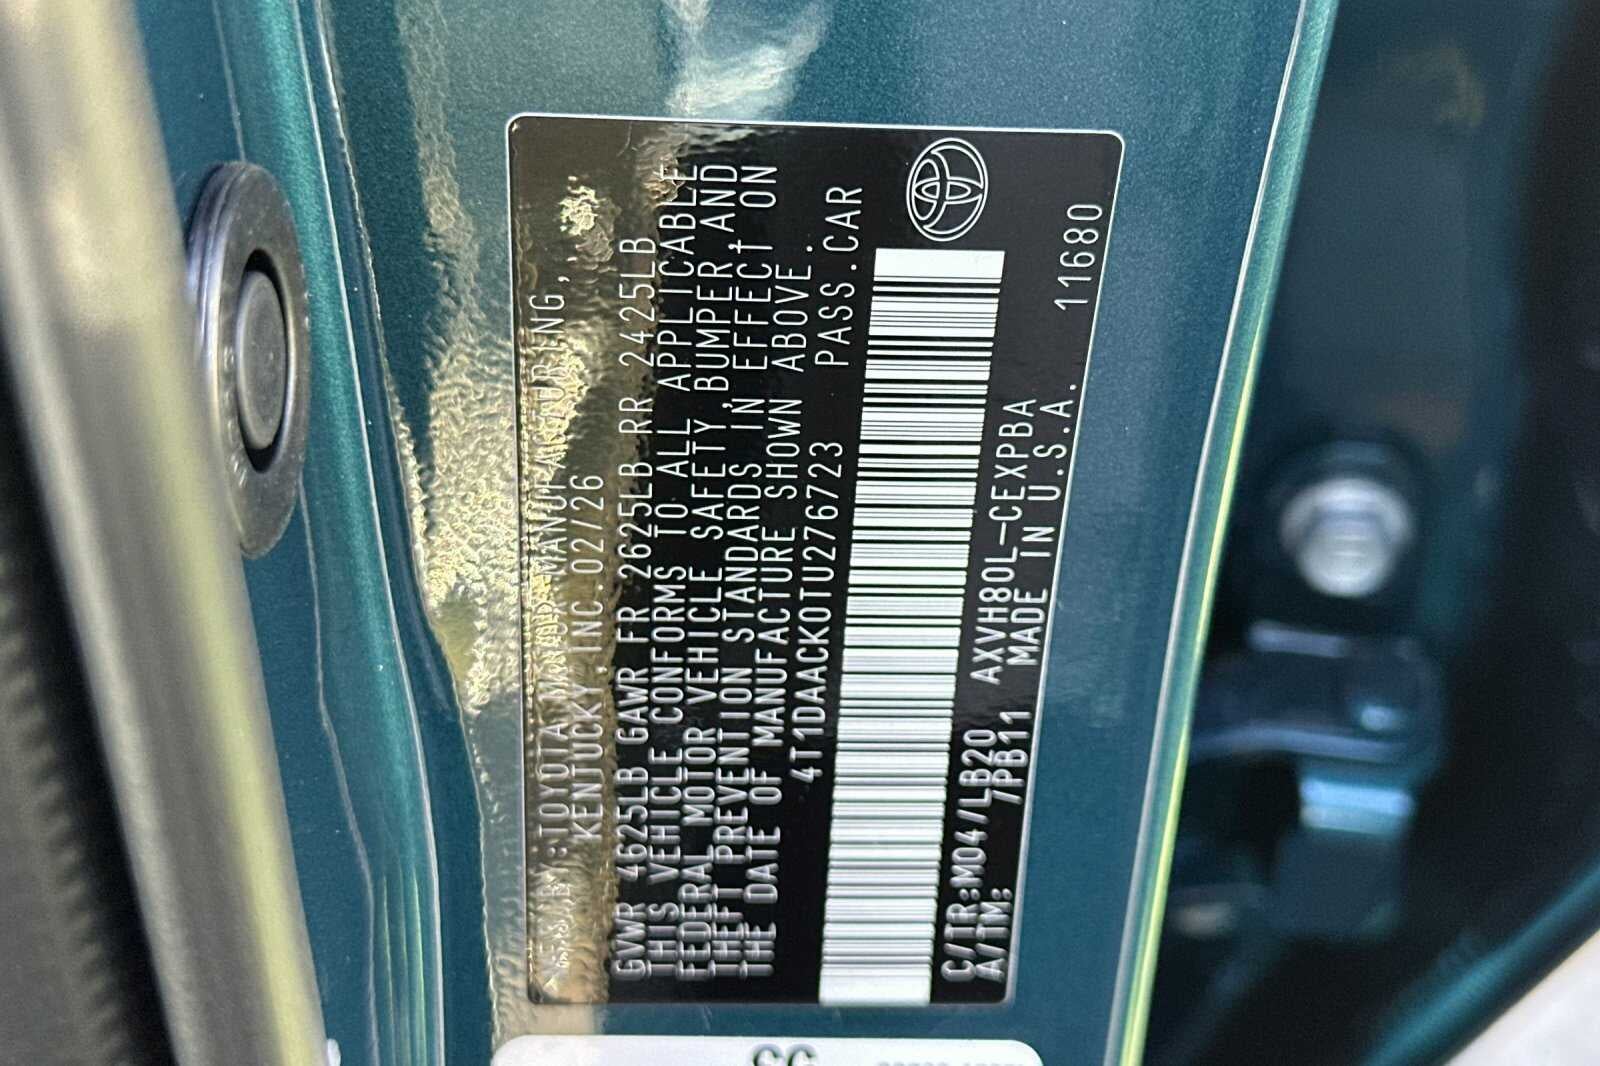 MFD. BY:TOYOTA MOTOR MANUFACTURING,
KENTUCKY,INC.02/26
GVWR 4625LB GAWR FR 2625LB RR 2425LB
THIS VEHICLE CONFORMS TO ALL APPLICABLE
FEDERAL MOTOR VEHICLE SAFETY,BUMPER,AND
THEFT PREVENTION STANDARDS IN EFFECT ON
THE DATE OF MANUFACTURE SHOWN ABOVE.
4T1DAACK0TU276723 PASS.CAR
C/TR:M04/LB20 AXVH80L-CEXPBA
A/TM: /PB11 MADE IN U.S.A. 11680